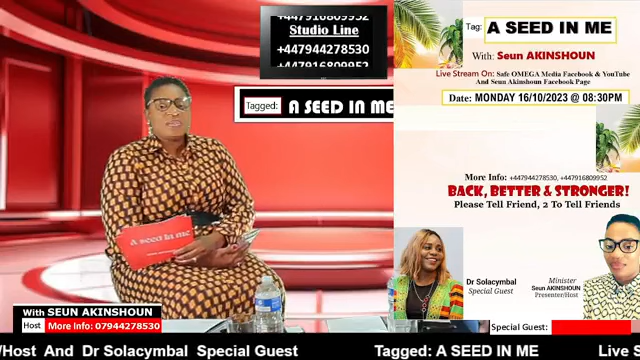 +447916809952
Studio Line
+447944278530
+447916809952
Tagged: A SEED IN ME
A seed in me
With SEUN AKINSHOUN
Host More Info: 07944278530
Tag: A SEED IN ME
With: Seun AKINSHOUN
Live Stream On: Safe OMEGA Media Facebook & YouTube
And Seun Akinshoun Facebook Page
Date: MONDAY 16/10/2023 @ 08:30PM
More Info: +447944278530, +447916809952
BACK, BETTER & STRONGER!
Please Tell Friend, 2 To Tell Friends
Dr Solacymbal
Special Guest
Minister
Seun AKINSHOUN
Presenter/Host
Special Guest:
/Host And Dr Solacymbal Special Guest Tagged: A SEED IN ME Live S